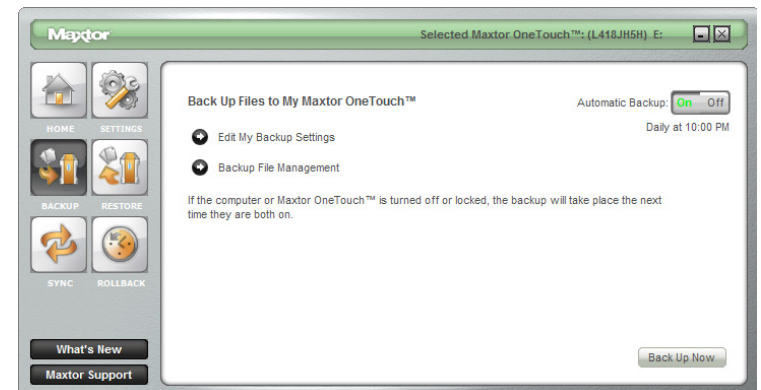 Maxtor
Selected Maxtor OneTouch™: (L418JH5H) E:
HOME SETTINGS
BACKUP RESTORE
SYNC ROLLBACK
What's New
Maxtor Support
Back Up Files to My Maxtor OneTouch™
Automatic Backup: On Off
Daily at 10:00 PM
Edit My Backup Settings
Backup File Management
If the computer or Maxtor OneTouch™ is turned off or locked, the backup will take place the next
time they are both on.
Back Up Now